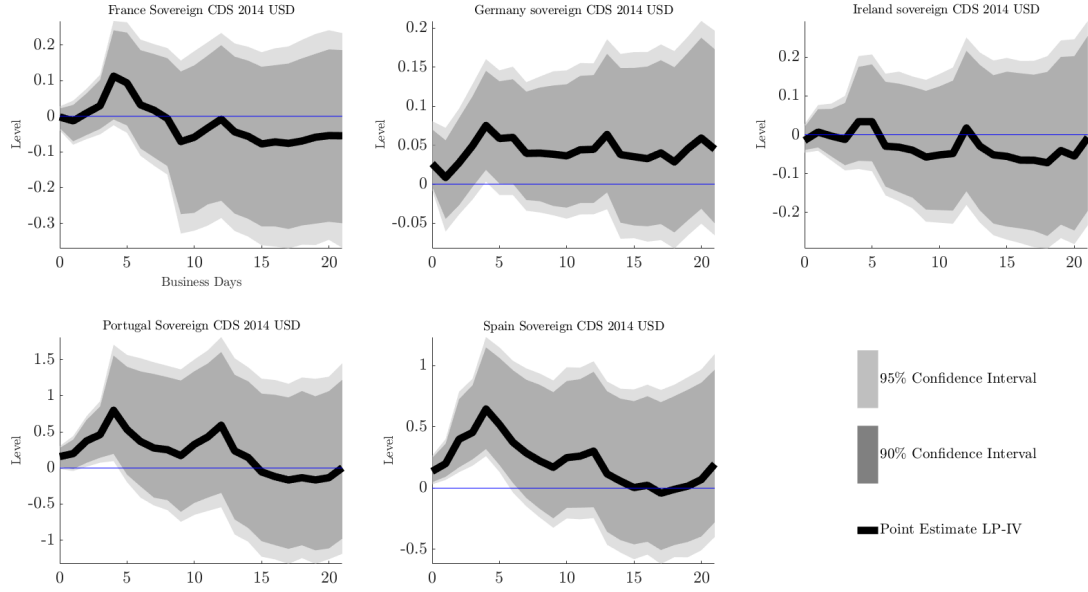 France Sovereign CDS 2014 USD
0.2
0.1
0
-0.1
-0.2
-0.3
Level
0 5 10 15 20
Business Days
Germany sovereign CDS 2014 USD
0.2
0.15
0.1
0.05
0
-0.05
Level
0 5 10 15 20
Ireland sovereign CDS 2014 USD
0.2
0.1
0
-0.1
-0.2
Level
0 5 10 15 20
Portugal Sovereign CDS 2014 USD
1.5
1
0.5
0
-0.5
-1
Level
0 5 10 15 20
Spain Sovereign CDS 2014 USD
1
0.5
0
-0.5
Level
0 5 10 15 20
95% Confidence Interval
90% Confidence Interval
Point Estimate LP-IV